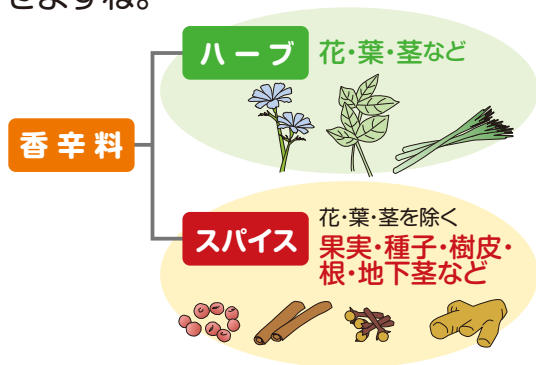 ハーブ 花・葉・茎など
香辛料
スパイス
花・葉・茎を除く
果実・種子・樹皮・
根・地下茎など